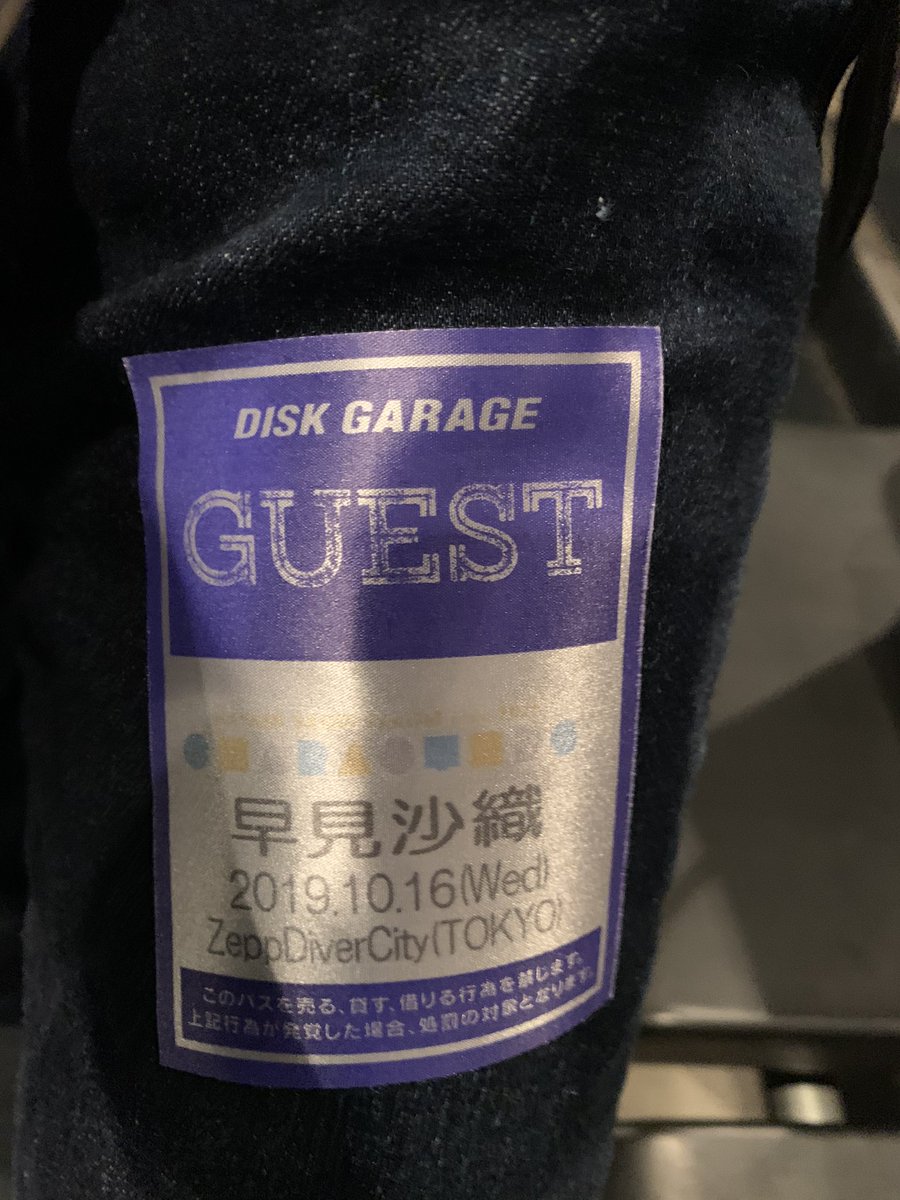 DISK GARAGE
GUEST
早見沙織
2019.10.16(Wed)
ZeppDiverCity(TOKYO)
このパスを売る、貸す、借りる行為を禁じます。
上記行為が発覚した場合、処罰の対象となります。